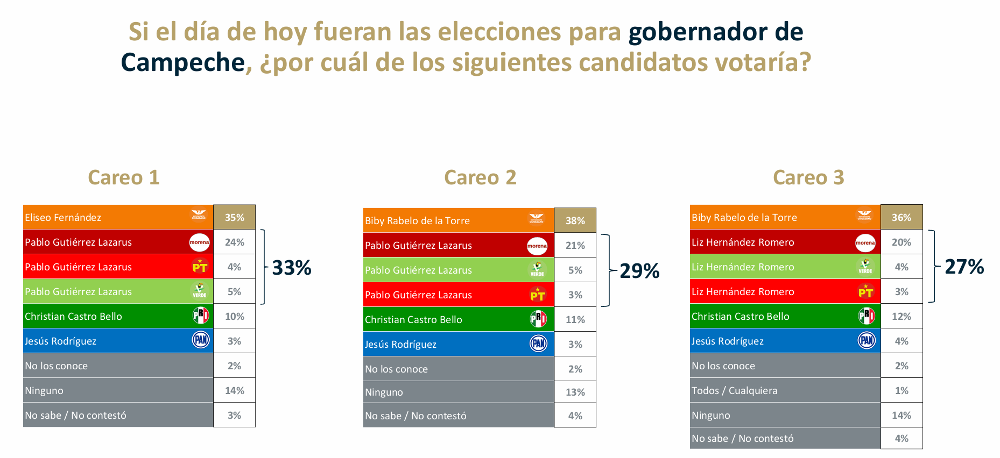 Si el día de hoy fueran las elecciones para gobernador de
Campeche, ¿por cuál de los siguientes candidatos votaría?
Careo 1
Eliseo Fernández 35%
Pablo Gutiérrez Lazarus morena 24%
Pablo Gutiérrez Lazarus PT 4%
Pablo Gutiérrez Lazarus VERDE 5%
33%
Christian Castro Bello PRI 10%
Jesús Rodríguez PAN 3%
No los conoce 2%
Ninguno 14%
No sabe / No contestó 3%
Careo 2
Biby Rabelo de la Torre 38%
Pablo Gutiérrez Lazarus morena 21%
Pablo Gutiérrez Lazarus VERDE 5%
Pablo Gutiérrez Lazarus PT 3%
29%
Christian Castro Bello PRI 11%
Jesús Rodríguez PAN 3%
No los conoce 2%
Ninguno 13%
No sabe / No contestó 4%
Careo 3
Biby Rabelo de la Torre 36%
Liz Hernández Romero morena 20%
Liz Hernández Romero VERDE 4%
Liz Hernández Romero PT 3%
27%
Christian Castro Bello PRI 12%
Jesús Rodríguez PAN 4%
No los conoce 2%
Todos / Cualquiera 1%
Ninguno 14%
No sabe / No contestó 4%